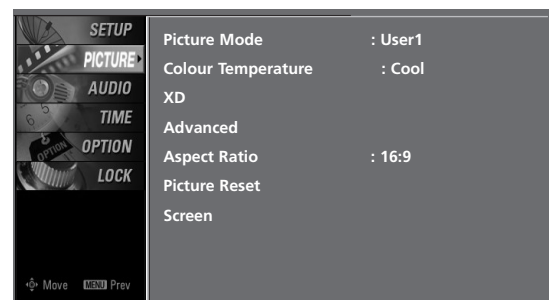 SETUP
PICTURE
AUDIO
TIME
OPTION
LOCK
Move MENU Prev
Picture Mode : User1
Colour Temperature : Cool
XD
Advanced
Aspect Ratio : 16:9
Picture Reset
Screen